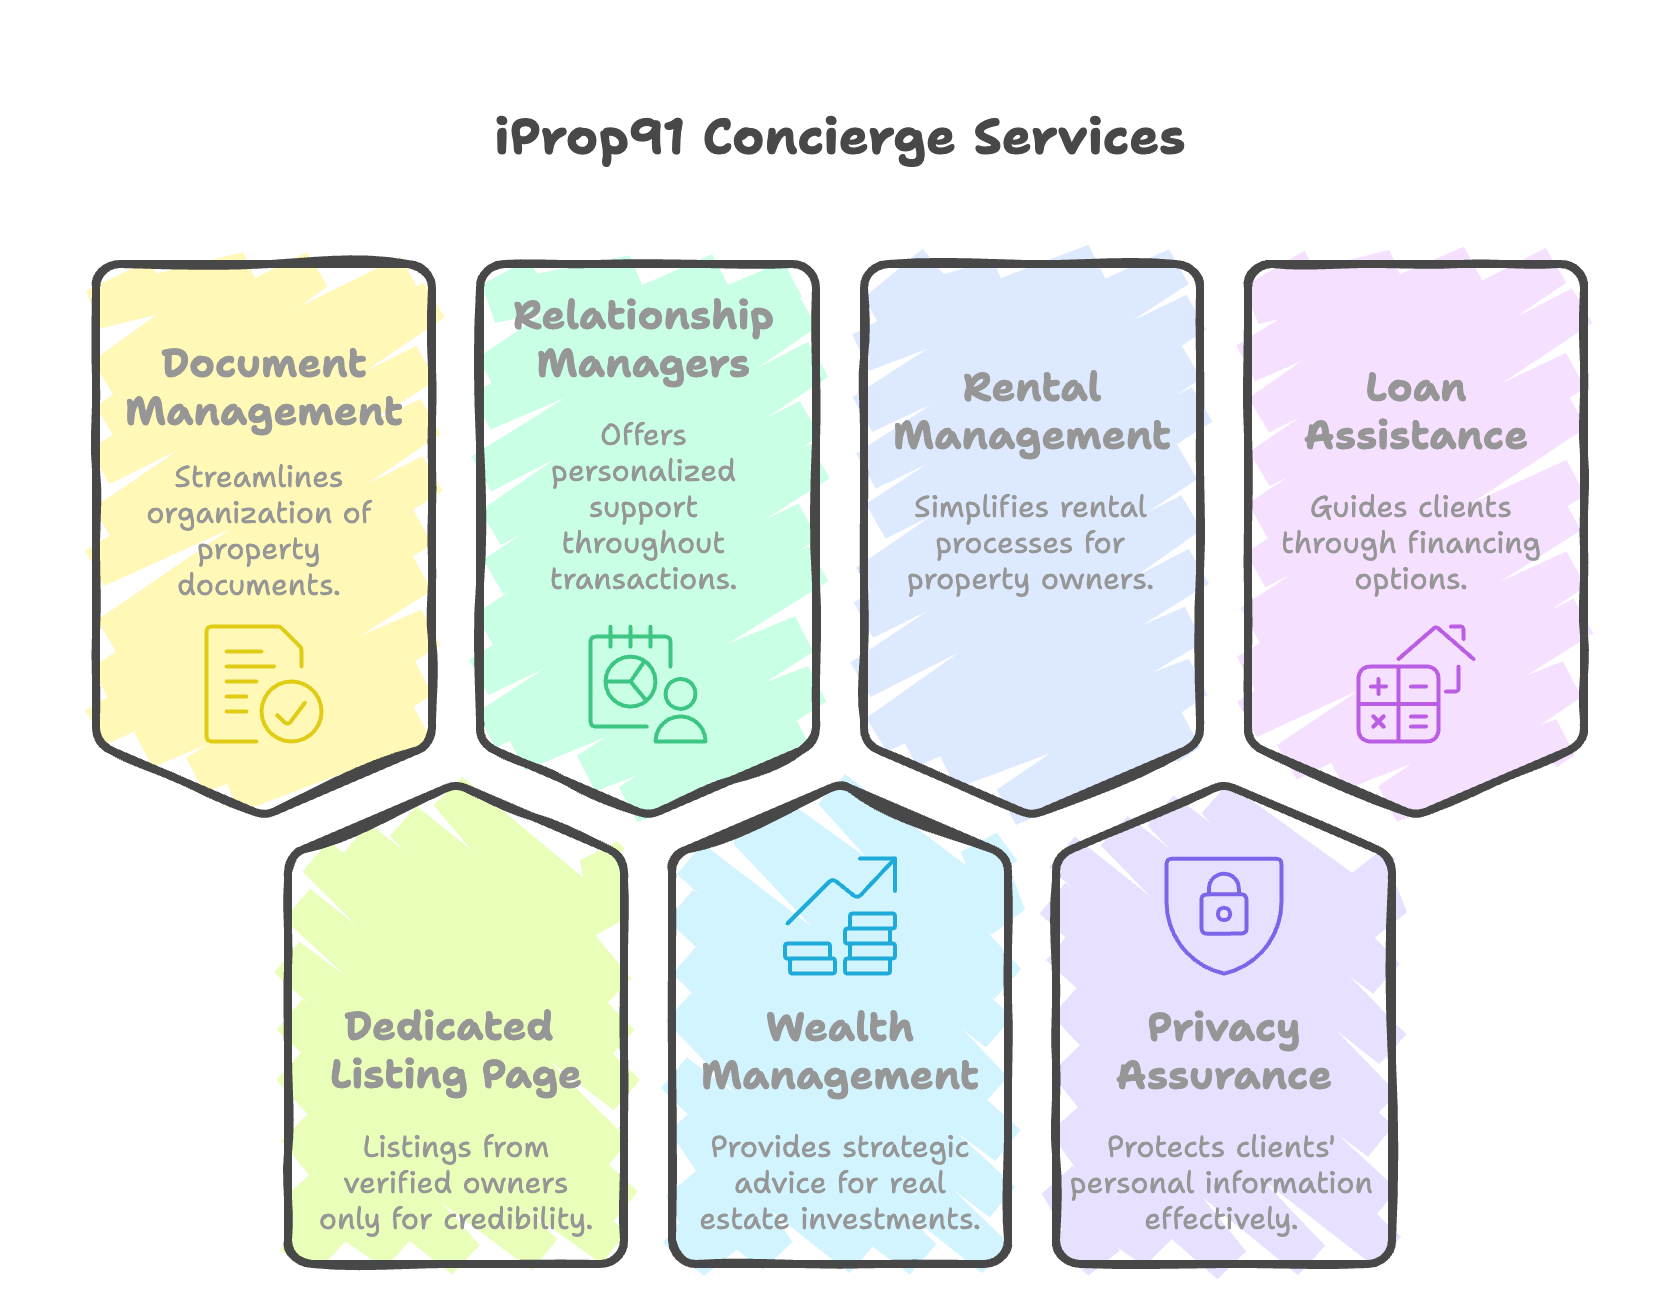 iProp91 Concierge Services
Document
Management
Streamlines
organization of
property
documents.
Relationship
Managers
Offers
personalized
support
throughout
transactions.
Rental
Management
Simplifies rental
processes for
property owners.
Loan
Assistance
Guides clients
through financing
options.
Dedicated
Listing Page
Listings from
verified owners
only for credibility.
Wealth
Management
Provides strategic
advice for real
estate investments.
Privacy
Assurance
Protects clients'
personal information
effectively.